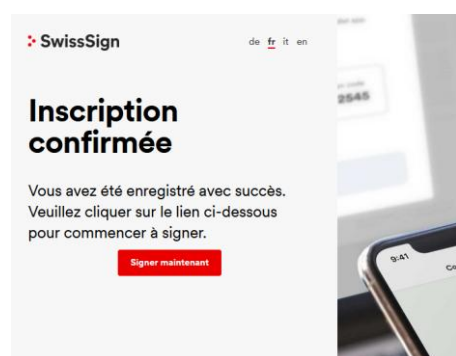 SwissSign
de fr it en
Inscription
confirmée
Vous avez été enregistré avec succès.
Veuillez cliquer sur le lien ci-dessous
pour commencer à signer.
Signer maintenant
2545
9:41
Co